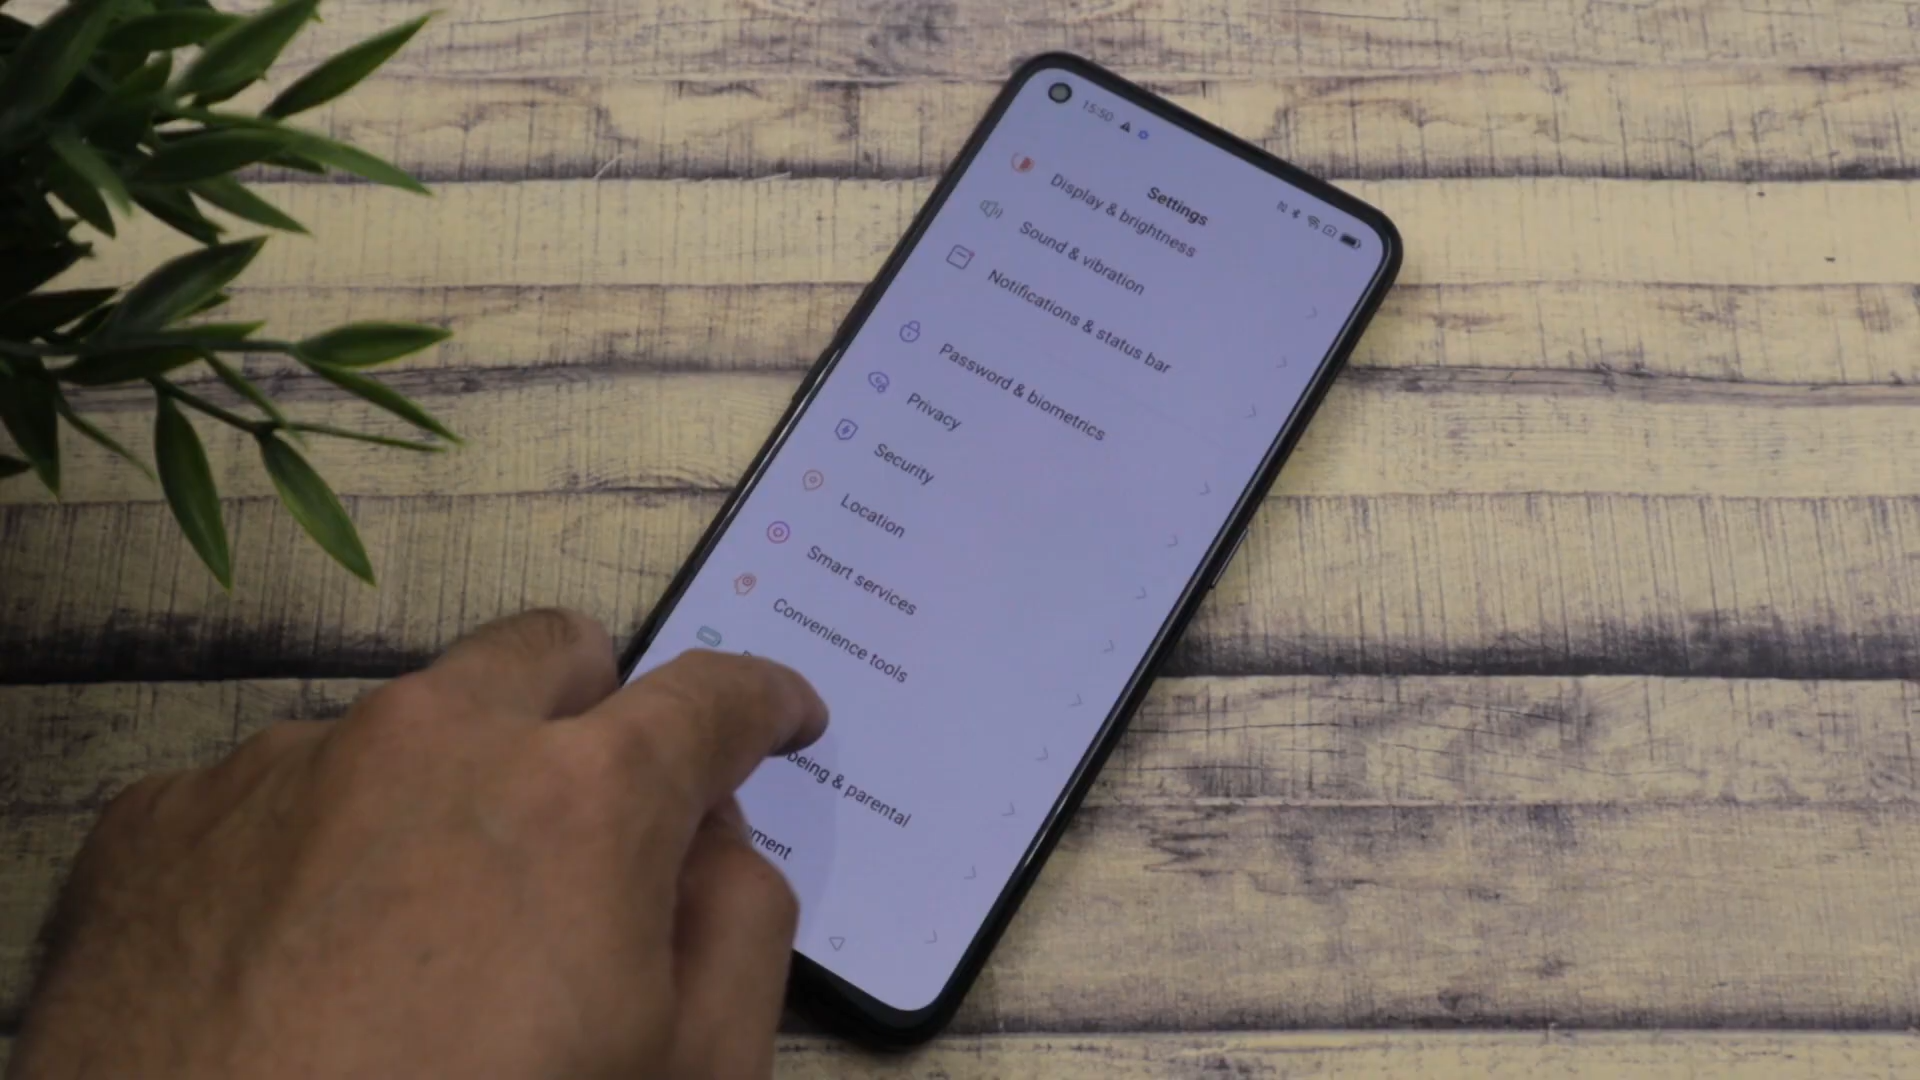 15:50
Settings
Display & brightness
Sound & vibration
Notifications & status bar
Password & biometrics
Privacy
Security
Location
Smart services
Convenience tools
being & parental
ement